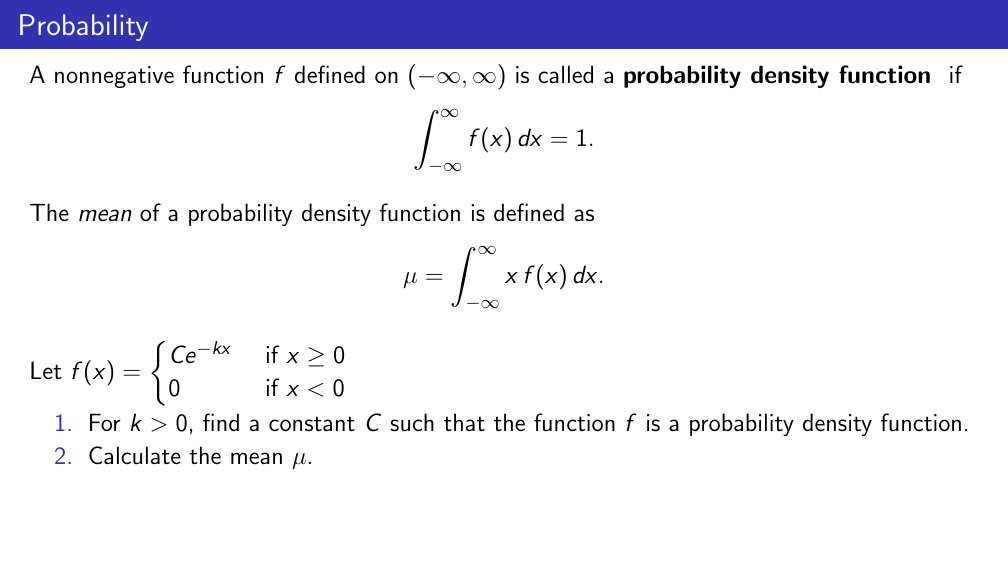 Probability
A nonnegative function f defined on (−∞, ∞) is called a probability density function if
∫_{−∞}^{∞} f(x) dx = 1.
The mean of a probability density function is defined as
μ = ∫_{−∞}^{∞} x f(x) dx.
Let f(x) = { Ce^{−kx} if x ≥ 0
0 if x < 0
1. For k > 0, find a constant C such that the function f is a probability density function.
2. Calculate the mean μ.